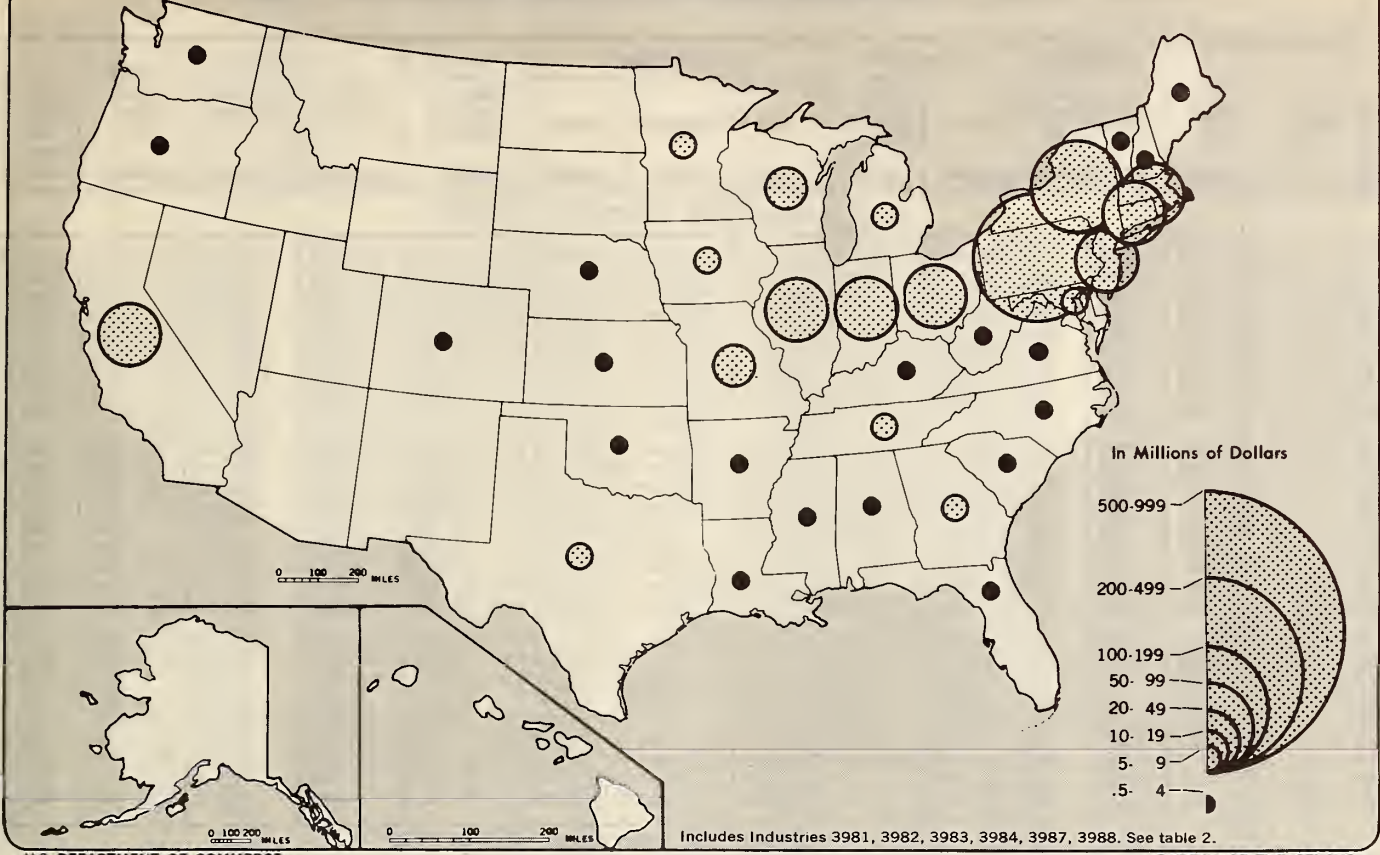 In Millions of Dollars
500-999
200-499
100-199
50- 99
20- 49
10- 19
5- 9
.5- 4
0 100 200 MILES
0 100 200 MILES
0 100 200 MILES
Includes Industries 3981, 3982, 3983, 3984, 3987, 3988. See table 2.